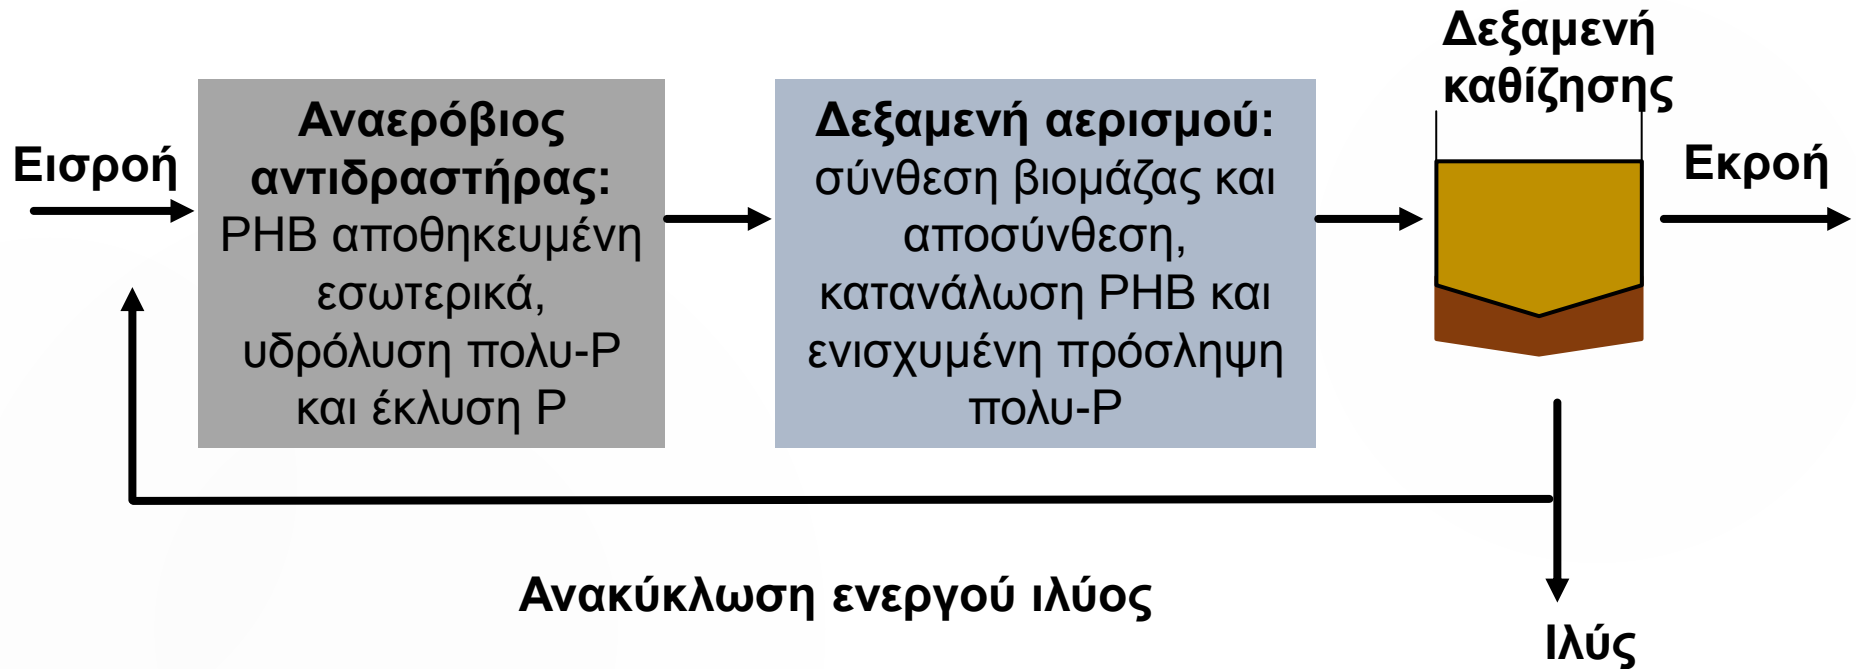 Εισροή
Αναερόβιος
αντιδραστήρας:
PHB αποθηκευμένη
εσωτερικά,
υδρόλυση πολυ-P
και έκλυση P
Δεξαμενή αερισμού:
σύνθεση βιομάζας και
αποσύνθεση,
κατανάλωση PHB και
ενισχυμένη πρόσληψη
πολυ-P
Δεξαμενή
καθίζησης
Εκροή
Ανακύκλωση ενεργού ιλύος
Ιλύς